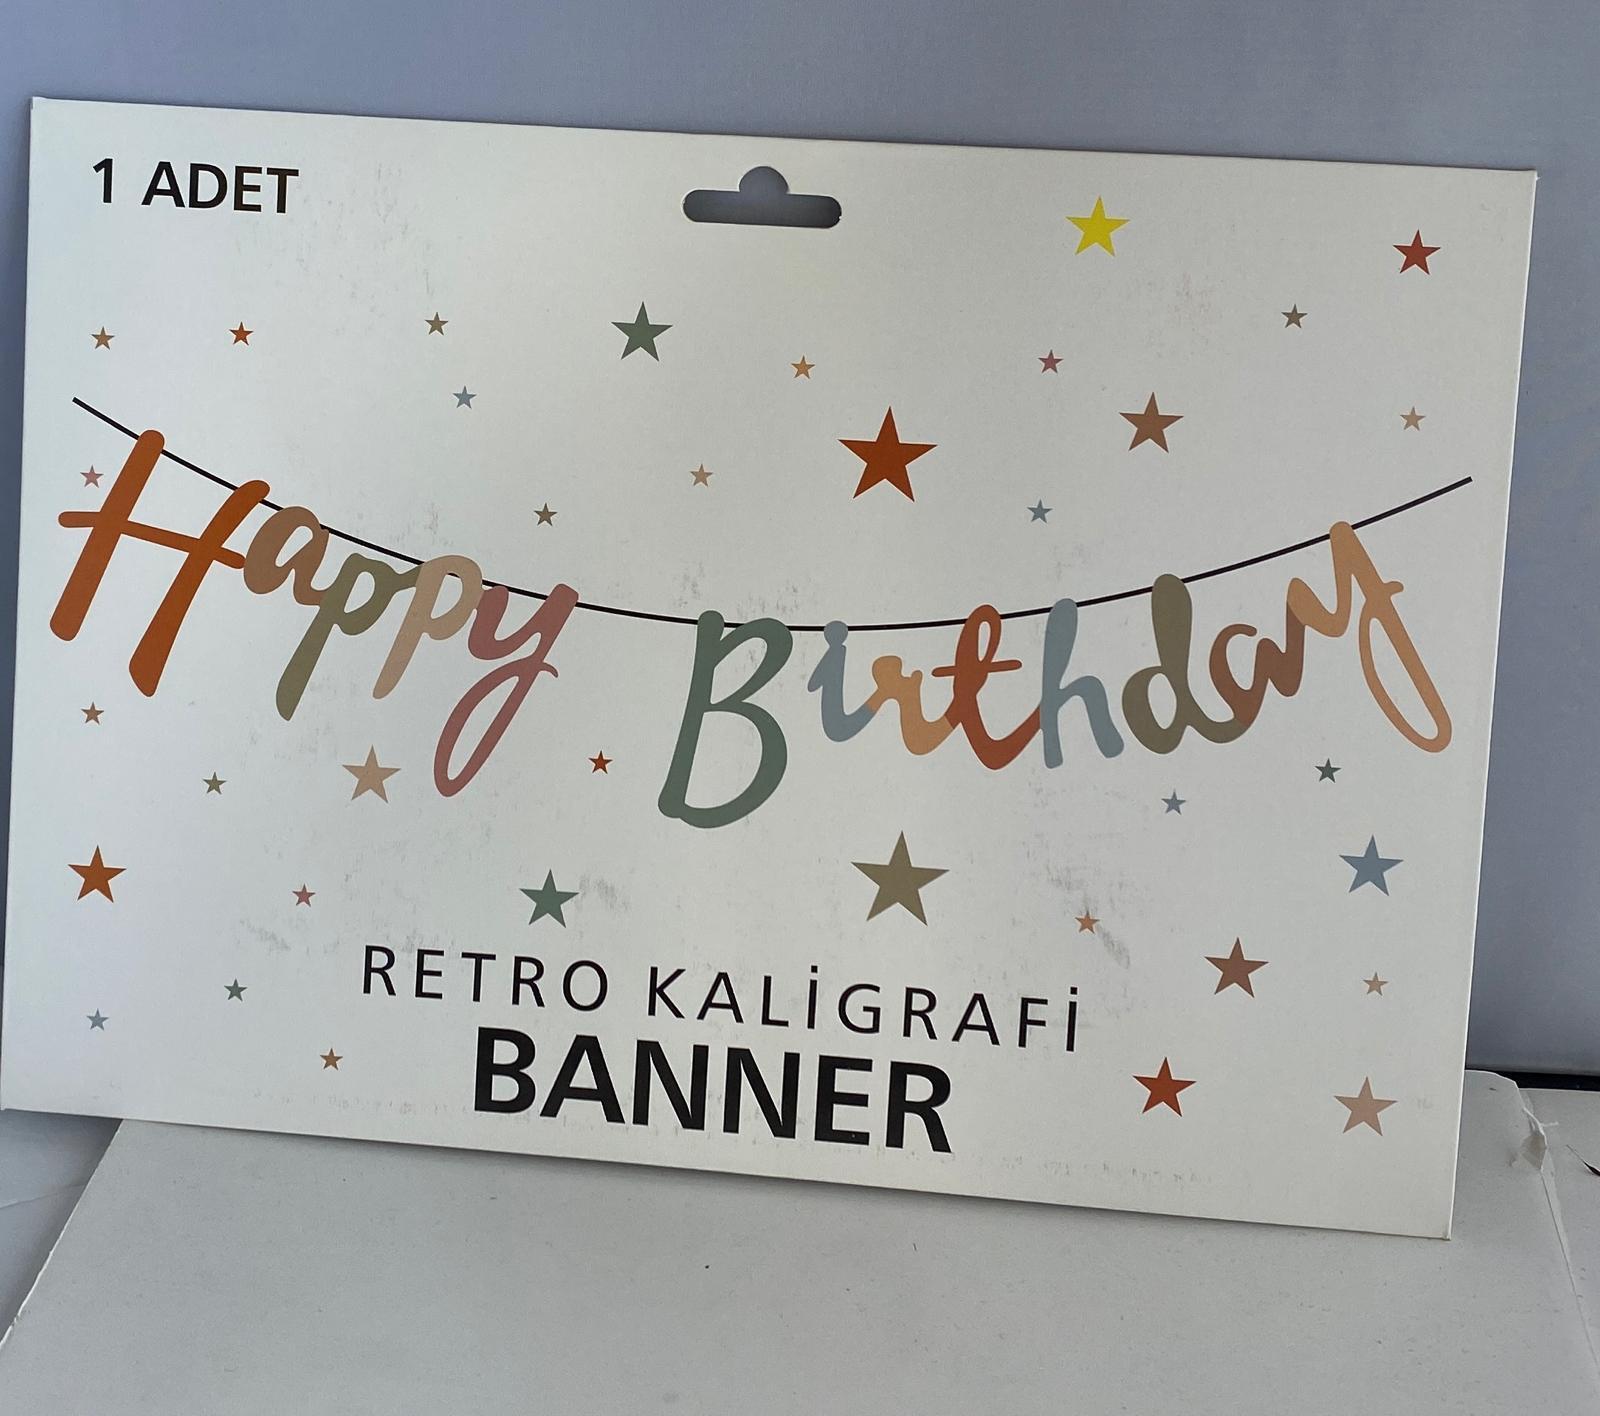 1 ADET
Happy Birthday
RETRO KALİGRAFİ
BANNER